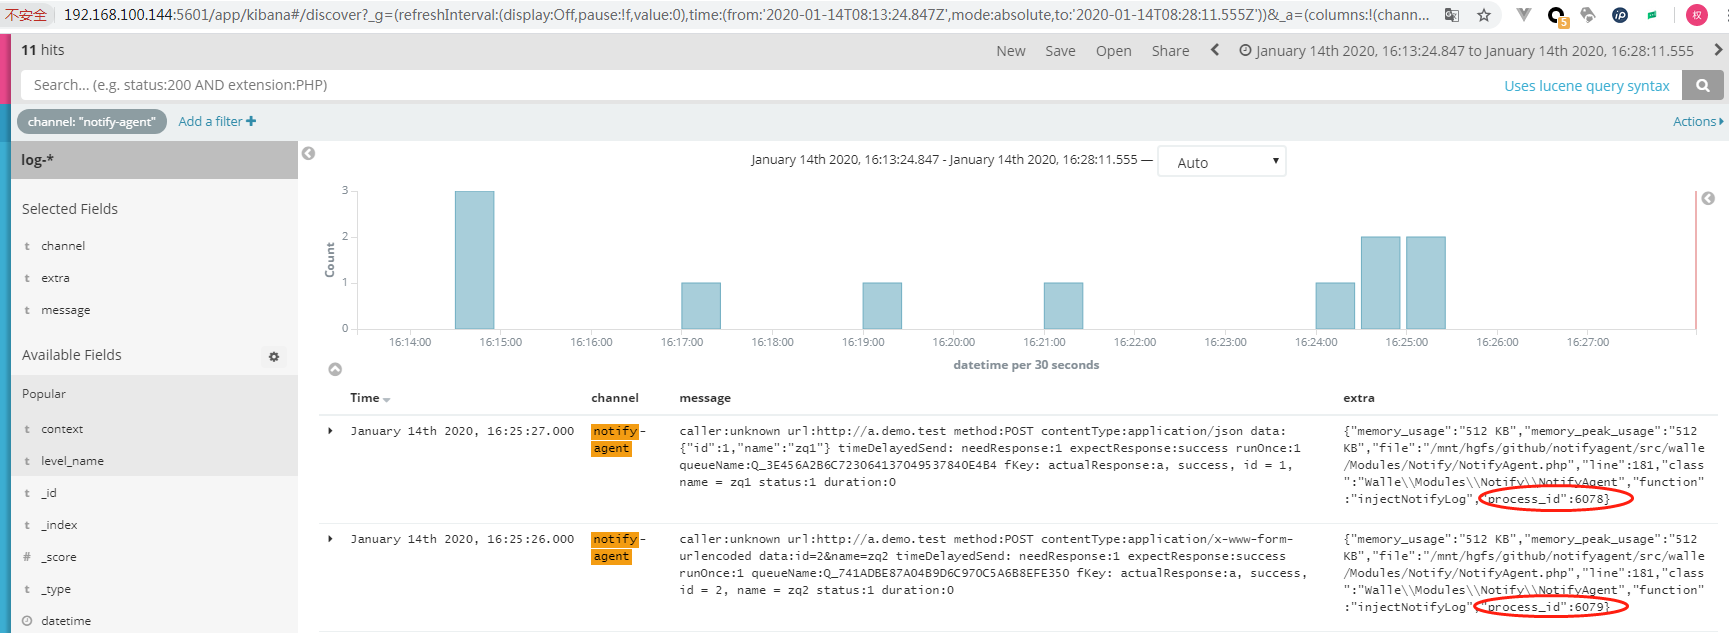 不安全 192.168.100.144:5601/app/kibana#/discover?_g=(refreshInterval:(display:Off,pause:!f,value:0),time:(from:'2020-01-14T08:13:24.847Z',mode:absolute,to:'2020-01-14T08:28:11.555Z'))&_a=(columns:!(chann...
5
iP
权
11 hits
New Save Open Share January 14th 2020, 16:13:24.847 to January 14th 2020, 16:28:11.555
Search... (e.g. status:200 AND extension:PHP)
Uses lucene query syntax
channel: "notify-agent" Add a filter +
Actions
log-*
January 14th 2020, 16:13:24.847 - January 14th 2020, 16:28:11.555 — Auto
Selected Fields
t channel
t extra
t message
Available Fields
Popular
t context
t level_name
t _id
t _index
# _score
t _type
datetime
3
2
1
0
Count
16:14:00 16:15:00 16:16:00 16:17:00 16:18:00 16:19:00 16:20:00 16:21:00 16:22:00 16:23:00 16:24:00 16:25:00 16:26:00 16:27:00
datetime per 30 seconds
Time channel message extra
January 14th 2020, 16:25:27.000
notify-
agent
caller:unknown url:http://a.demo.test method:POST contentType:application/json data:
{"id":1,"name":"zq1"} timeDelayedSend: needResponse:1 expectResponse:success runOnce:1
queueName:Q_3E456A2B6C723064137049537840E4B4 fKey: actualResponse:a, success, id = 1,
name = zq1 status:1 duration:0
{"memory_usage":"512 KB","memory_peak_usage":"512
KB","file":"/mnt/hgfs/github/notifyagent/src/walle
/Modules/Notify/NotifyAgent.php","line":181,"class
":"Walle\\Modules\\Notify\\NotifyAgent","function"
:"injectNotifyLog","process_id":6078}
January 14th 2020, 16:25:26.000
notify-
agent
caller:unknown url:http://a.demo.test method:POST contentType:application/x-www-form-
urlencoded data:id=2&name=zq2 timeDelayedSend: needResponse:1 expectResponse:success
runOnce:1 queueName:Q_741ADBE87A04B9D6C970C5A6B8EFE350 fKey: actualResponse:a, success,
id = 2, name = zq2 status:1 duration:0
{"memory_usage":"512 KB","memory_peak_usage":"512
KB","file":"/mnt/hgfs/github/notifyagent/src/walle
/Modules/Notify/NotifyAgent.php","line":181,"class
":"Walle\\Modules\\Notify\\NotifyAgent","function"
:"injectNotifyLog","process_id":6079}